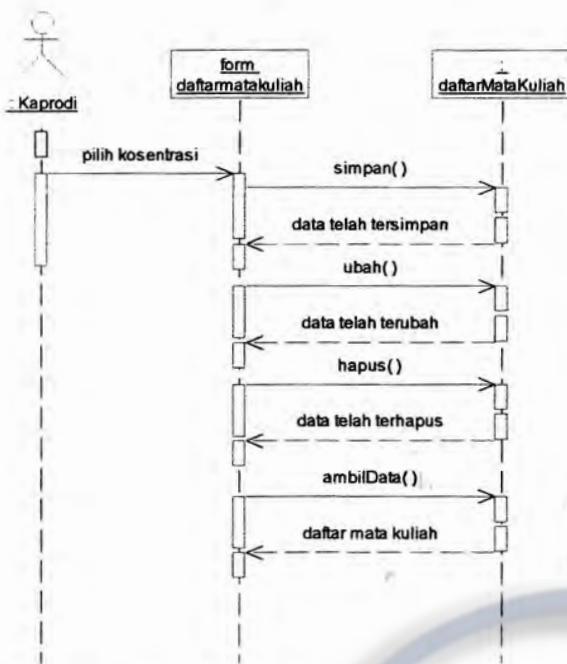 form
daftarmatakuliah
:
daftarMataKuliah
: Kaprodi
pilih kosentrasi
simpan()
data telah tersimpan
ubah()
data telah terubah
hapus()
data telah terhapus
ambilData()
daftar mata kuliah